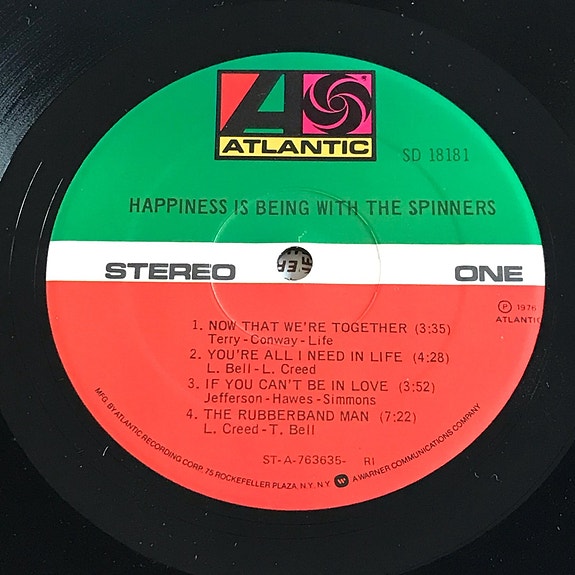 ATLANTIC
SD 18181
HAPPINESS IS BEING WITH THE SPINNERS
STEREO ONE
Ⓟ 1976
ATLANTIC
1. NOW THAT WE'RE TOGETHER (3:35)
Terry-Conway-Life
2. YOU'RE ALL I NEED IN LIFE (4:28)
L. Bell-L. Creed
3. IF YOU CAN'T BE IN LOVE (3:52)
Jefferson-Hawes-Simmons
4. THE RUBBERBAND MAN (7:22)
L. Creed-T. Bell
ST-A-763635- RI
MFG. BY ATLANTIC RECORDING CORP. 75 ROCKEFELLER PLAZA, N.Y. N.Y. A WARNER COMMUNICATIONS COMPANY